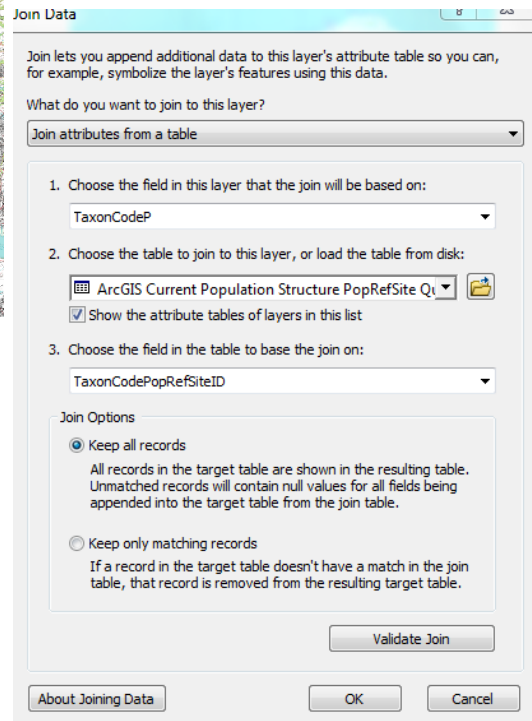 Join Data
Join lets you append additional data to this layer's attribute table so you can,
for example, symbolize the layer's features using this data.
What do you want to join to this layer?
Join attributes from a table
1. Choose the field in this layer that the join will be based on:
TaxonCodeP
2. Choose the table to join to this layer, or load the table from disk:
ArcGIS Current Population Structure PopRefSite Qu
Show the attribute tables of layers in this list
3. Choose the field in the table to base the join on:
TaxonCodePopRefSiteID
Join Options
Keep all records
All records in the target table are shown in the resulting table.
Unmatched records will contain null values for all fields being
appended into the target table from the join table.
Keep only matching records
If a record in the target table doesn't have a match in the join
table, that record is removed from the resulting target table.
Validate Join
About Joining Data
OK
Cancel